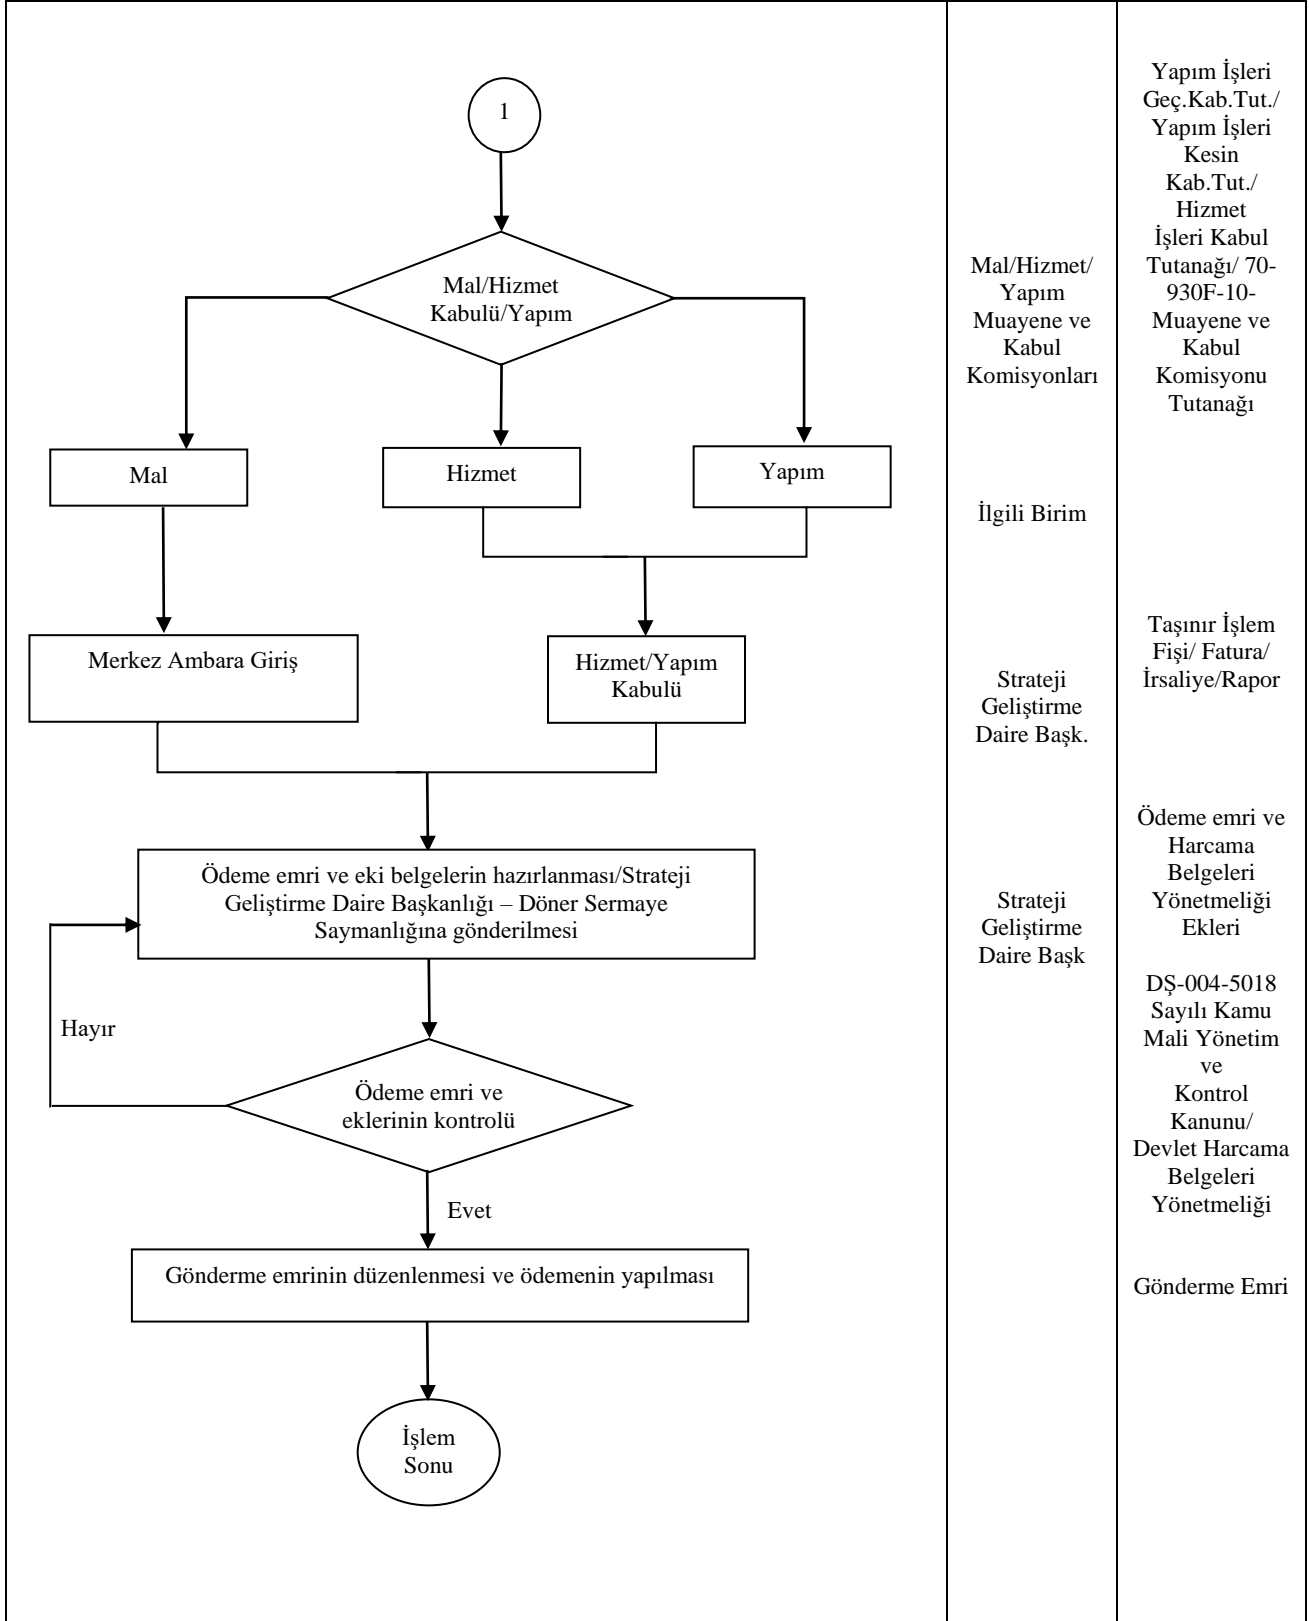 1
Mal/Hizmet
Kabulü/Yapım
Mal
Hizmet
Yapım
Merkez Ambara Giriş
Hizmet/Yapım
Kabulü
Ödeme emri ve eki belgelerin hazırlanması/Strateji
Geliştirme Daire Başkanlığı – Döner Sermaye
Saymanlığına gönderilmesi
Hayır
Ödeme emri ve
eklerinin kontrolü
Evet
Gönderme emrinin düzenlenmesi ve ödemenin yapılması
İşlem
Sonu
Mal/Hizmet/
Yapım
Muayene ve
Kabul
Komisyonları
İlgili Birim
Strateji
Geliştirme
Daire Başk.
Strateji
Geliştirme
Daire Başk
Yapım İşleri
Geç.Kab.Tut./
Yapım İşleri
Kesin
Kab.Tut./
Hizmet
İşleri Kabul
Tutanağı/ 70-
930F-10-
Muayene ve
Kabul
Komisyonu
Tutanağı
Taşınır İşlem
Fişi/ Fatura/
İrsaliye/Rapor
Ödeme emri ve
Harcama
Belgeleri
Yönetmeliği
Ekleri
DŞ-004-5018
Sayılı Kamu
Mali Yönetim
ve
Kontrol
Kanunu/
Devlet Harcama
Belgeleri
Yönetmeliği
Gönderme Emri